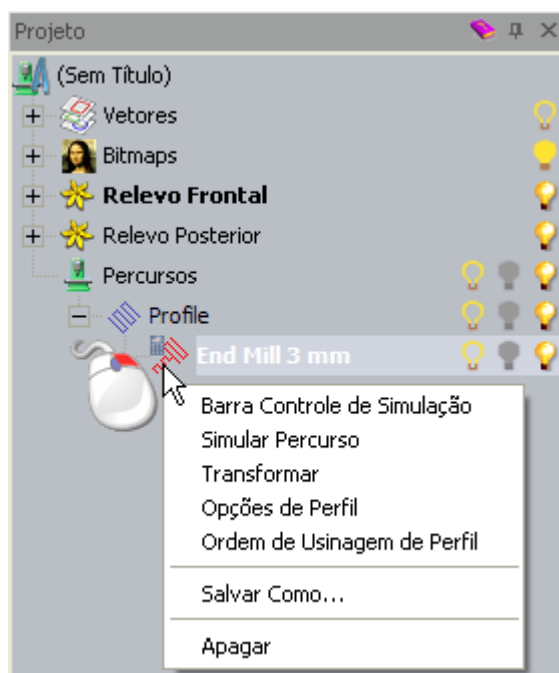 Projeto
(Sem Título)
Vetores
Bitmaps
Relevo Frontal
Relevo Posterior
Percursos
Profile
End Mill 3 mm
Barra Controle de Simulação
Simular Percurso
Transformar
Opções de Perfil
Ordem de Usinagem de Perfil
Salvar Como...
Apagar